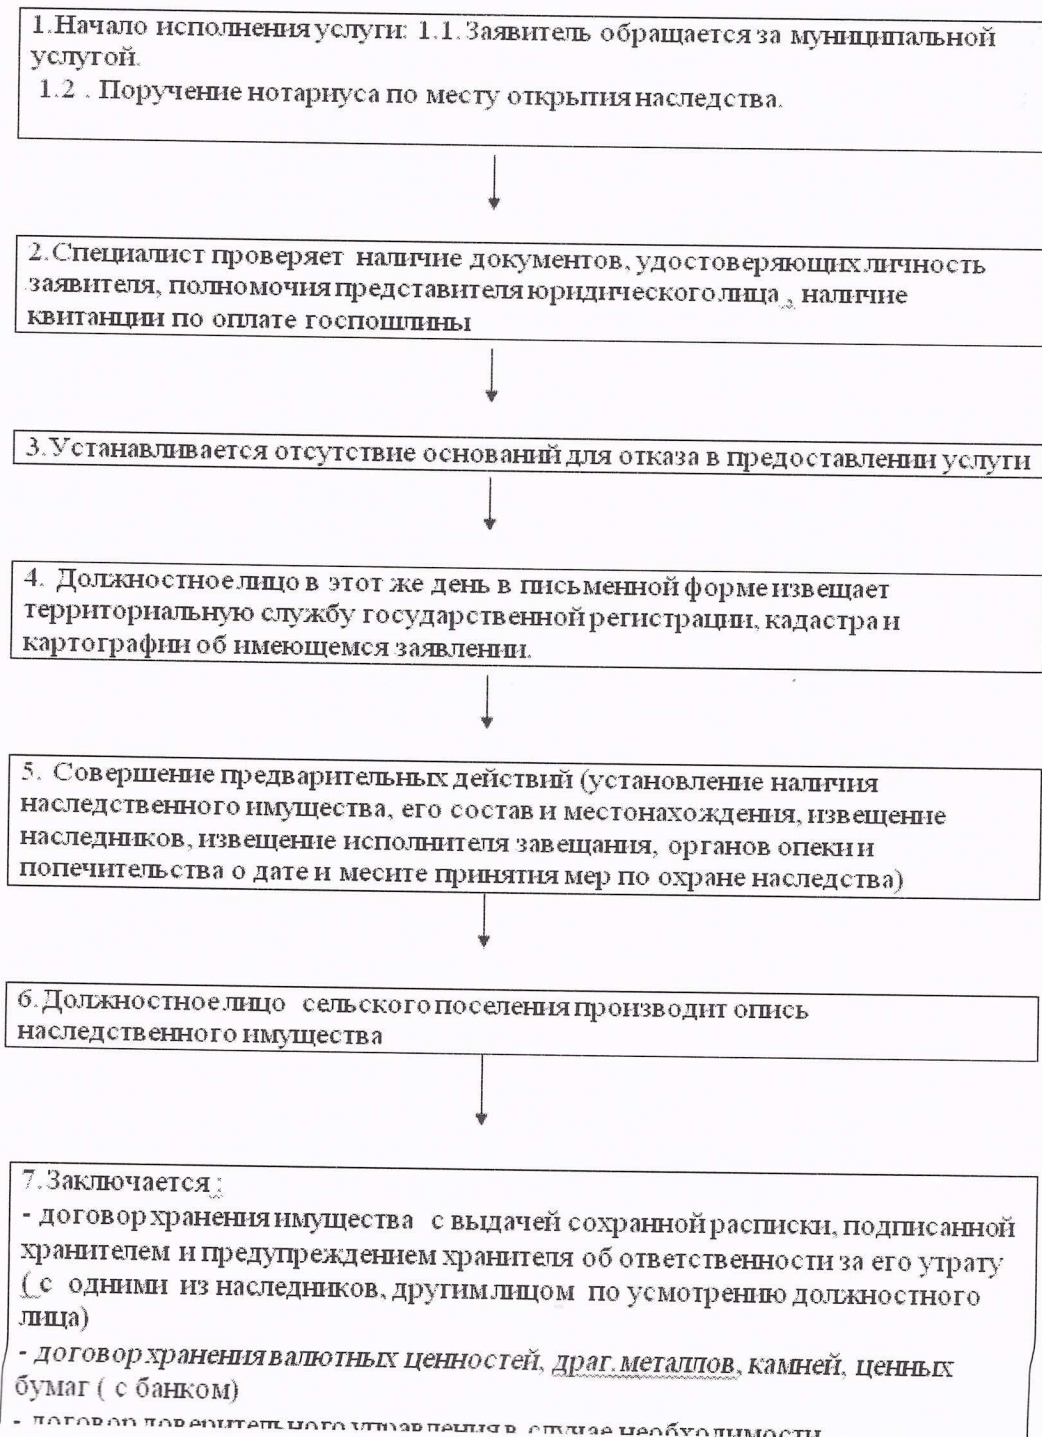 1.Начало исполнения услуги: 1.1. Заявитель обращается за муниципальной
услугой.
1.2 . Поручение нотариуса по месту открытия наследства.
2.Специалист проверяет наличие документов, удостоверяющих личность
заявителя, полномочия представителя юридического лица , наличие
квитанции по оплате госпошлины
3.Устанавливается отсутствие оснований для отказа в предоставлении услуги
4. Должностное лицо в этот же день в письменной форме извещает
территориальную службу государственной регистрации, кадастра и
картографии об имеющемся заявлении.
5. Совершение предварительных действий (установление наличия
наследственного имущества, его состав и местонахождения, извещение
наследников, извещение исполнителя завещания, органов опеки и
попечительства о дате и месите принятия мер по охране наследства)
6.Должностное лицо сельского поселения производит опись
наследственного имущества
7.Заключается :
- договор хранения имущества с выдачей сохранной расписки, подписанной
хранителем и предупреждением хранителя об ответственности за его утрату
( с одними из наследников, другим лицом по усмотрению должностного
лица)
- договор хранения валютных ценностей, драг.металлов, камней, ценных
бумаг ( с банком)
- договор доверительного управления в случае необходимости